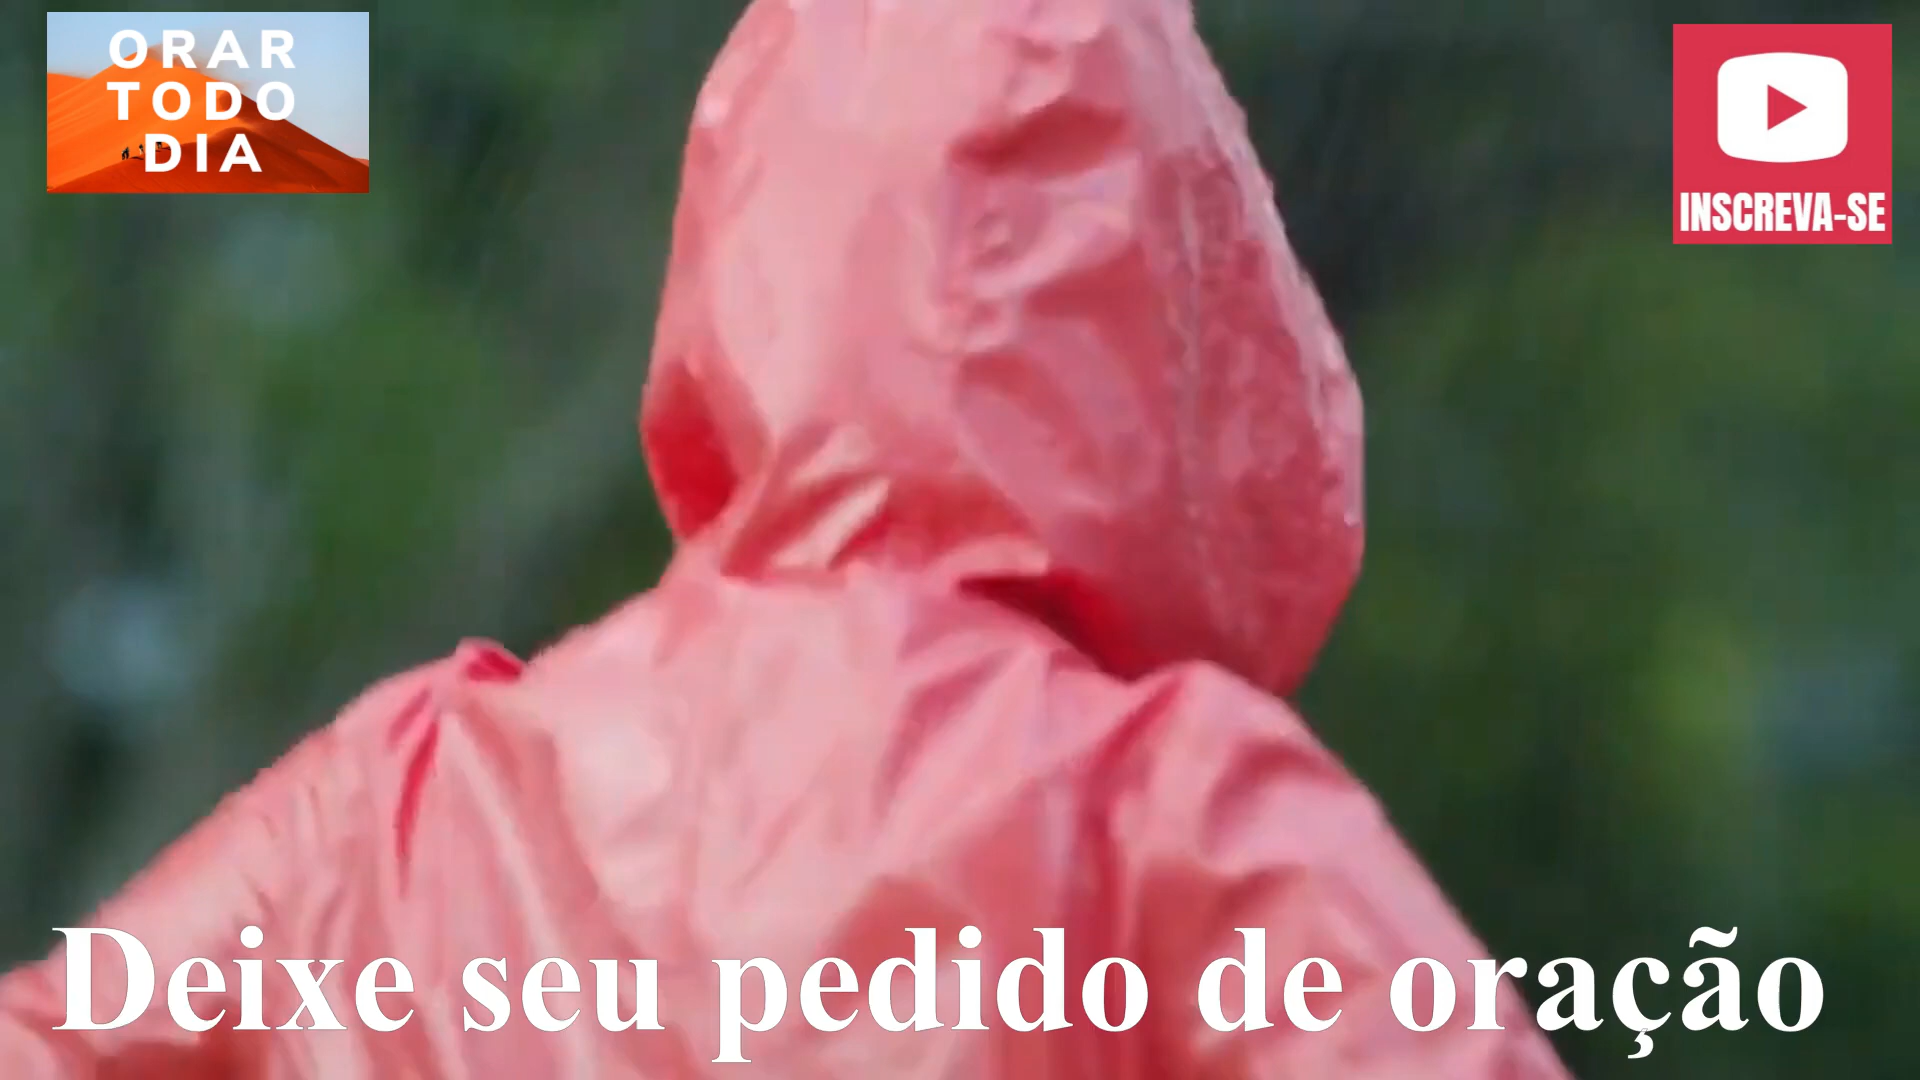 ORAR
TODO
DIA
INSCREVA-SE
Deixe seu pedido de oração